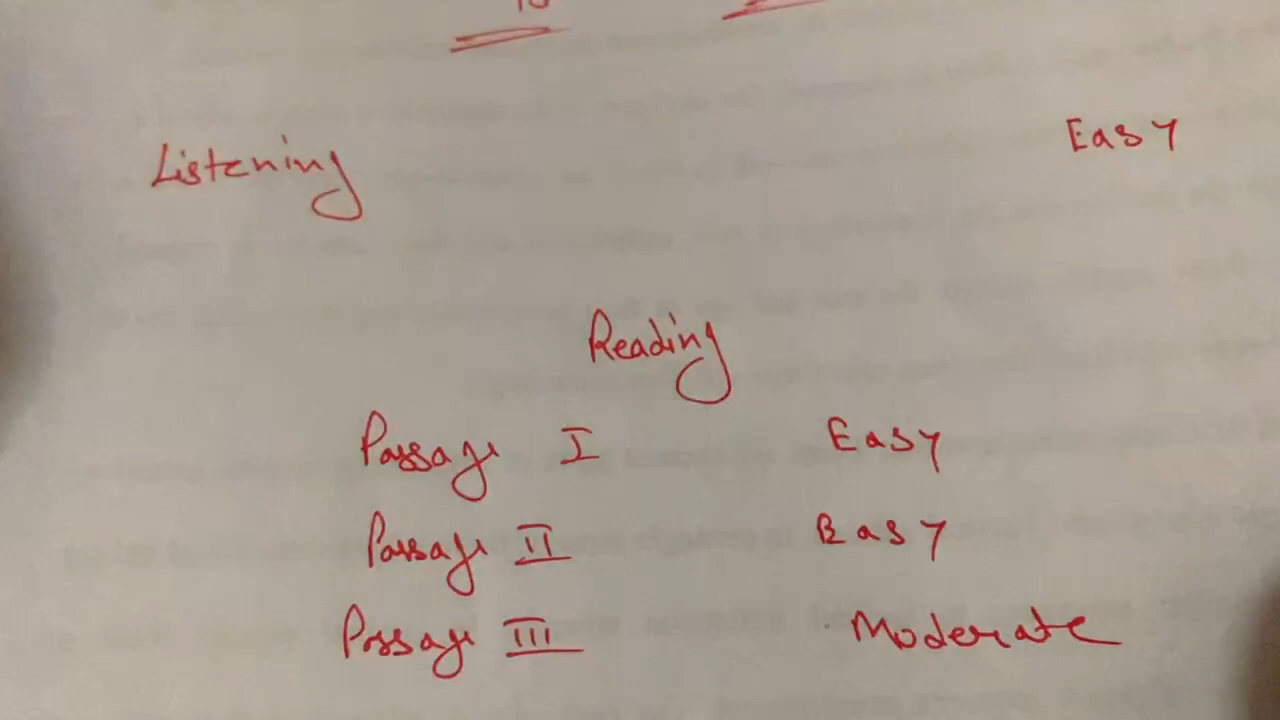 Listening Easy
Reading
Passage I Easy
Passage II Easy
Passage III Moderate